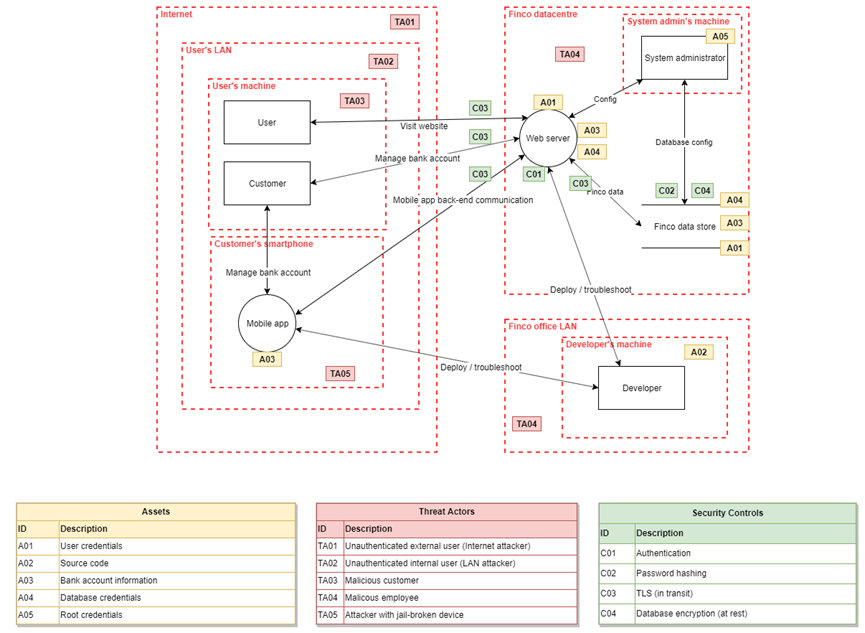 Internet
TA01
User's LAN
TA02
User's machine
TA03
User
Customer
Customer's smartphone
Manage bank account
Mobile app
A03
TA05
C03
Visit website
C03
Manage bank account
C03
Mobile app back-end communication
Deploy / troubleshoot
Finco datacentre
TA04
System admin's machine
A05
System administrator
A01
Config
Web server
A03
A04
C01
C03
Finco data
Database config
C02
C04
A04
Finco data store
A03
A01
Deploy / troubleshoot
Finco office LAN
Developer's machine
A02
Developer
TA04
Assets
ID Description
A01 User credentials
A02 Source code
A03 Bank account information
A04 Database credentials
A05 Root credentials
Threat Actors
ID Description
TA01 Unauthenticated external user (Internet attacker)
TA02 Unauthenticated internal user (LAN attacker)
TA03 Malicious customer
TA04 Malicous employee
TA05 Attacker with jail-broken device
Security Controls
ID Description
C01 Authentication
C02 Password hashing
C03 TLS (in transit)
C04 Database encryption (at rest)